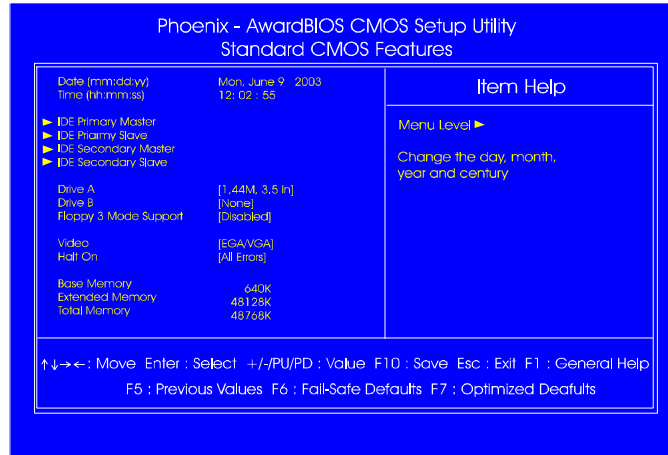 Phoenix - AwardBIOS CMOS Setup Utility
Standard CMOS Features
Date (mm:dd:yy) Mon, June 9 2003
Time (hh:mm:ss) 12: 02 : 55
► IDE Primary Master
► IDE Priarmy Slave
► IDE Secondary Master
► IDE Secondary Slave
Drive A [1,44M, 3.5 in]
Drive B [None]
Floppy 3 Mode Support [Disabled]
Video [EGA/VGA]
Halt On [All Errors]
Base Memory 640K
Extended Memory 48128K
Total Memory 48768K
Item Help
Menu Level ►
Change the day, month,
year and century
↑↓→←: Move Enter : Select +/-/PU/PD : Value F10 : Save Esc : Exit F1 : General Help
F5 : Previous Values F6 : Fail-Safe Defaults F7 : Optimized Deafults